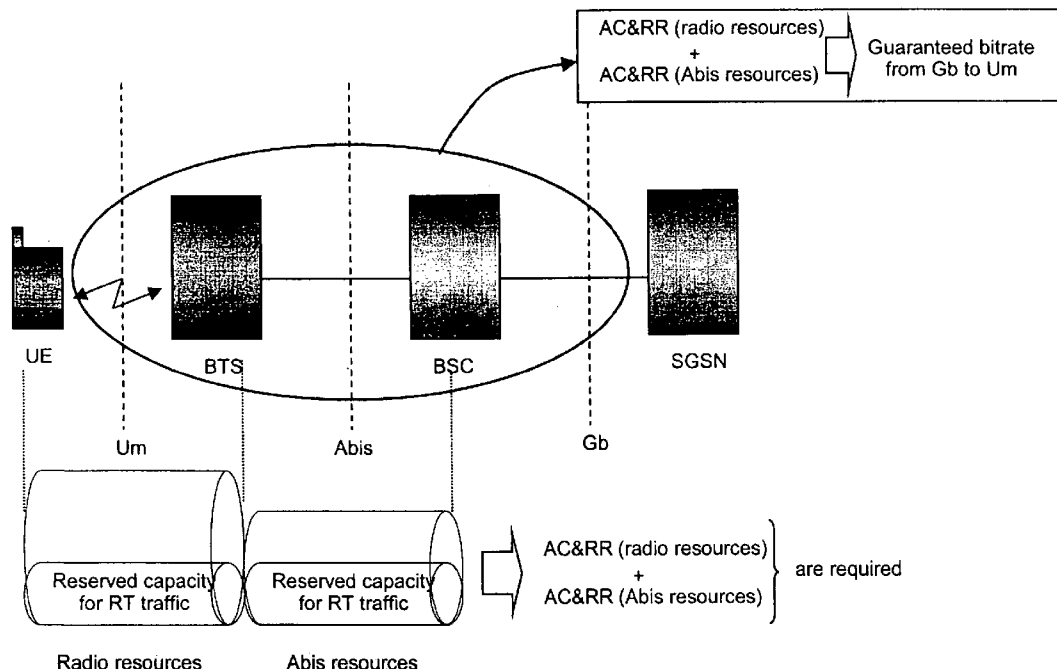 AC&RR (radio resources)
+
AC&RR (Abis resources)
Guaranteed bitrate
from Gb to Um
UE
BTS
BSC
SGSN
Um
Abis
Gb
Reserved capacity
for RT traffic
Reserved capacity
for RT traffic
AC&RR (radio resources)
+
AC&RR (Abis resources)
are required
Radio resources
Abis resources